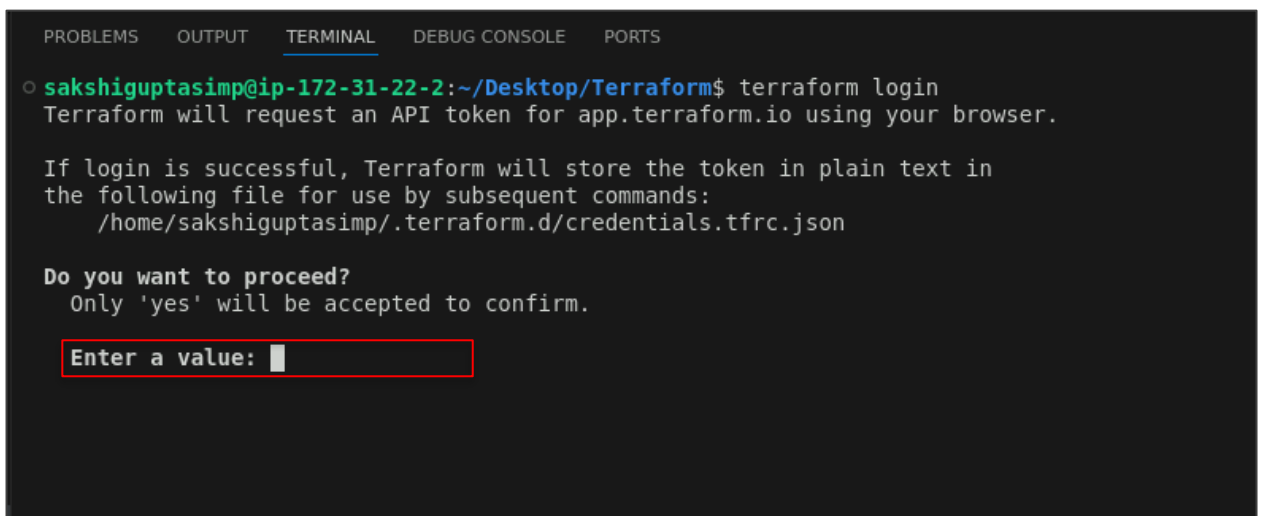 PROBLEMS OUTPUT TERMINAL DEBUG CONSOLE PORTS
sakshiguptasimp@ip-172-31-22-2:~/Desktop/Terraform$ terraform login
Terraform will request an API token for app.terraform.io using your browser.
If login is successful, Terraform will store the token in plain text in
the following file for use by subsequent commands:
/home/sakshiguptasimp/.terraform.d/credentials.tfrc.json
Do you want to proceed?
Only 'yes' will be accepted to confirm.
Enter a value: